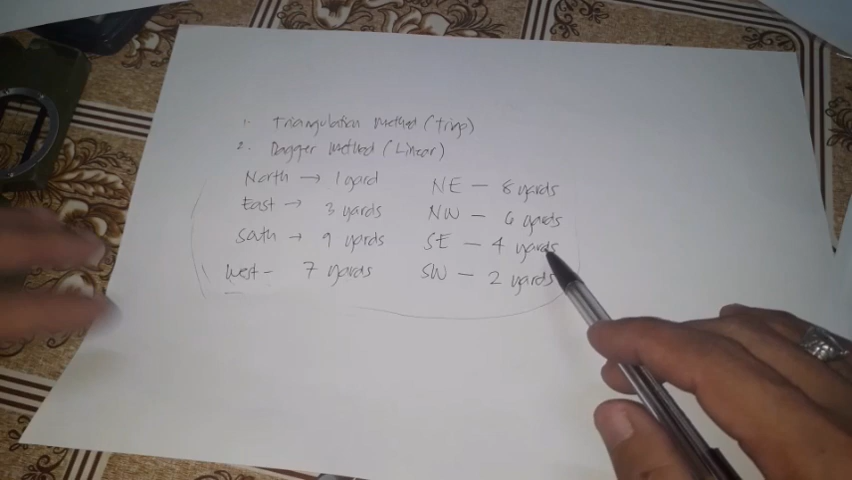 1. Triangulation Method (Tringo)
2. Dagger Method (Linear)
North → 1 yard
East → 3 yards
South → 9 yards
West - 7 yards
NE - 8 yards
NW - 6 yards
SE - 4 yards
SW - 2 yards